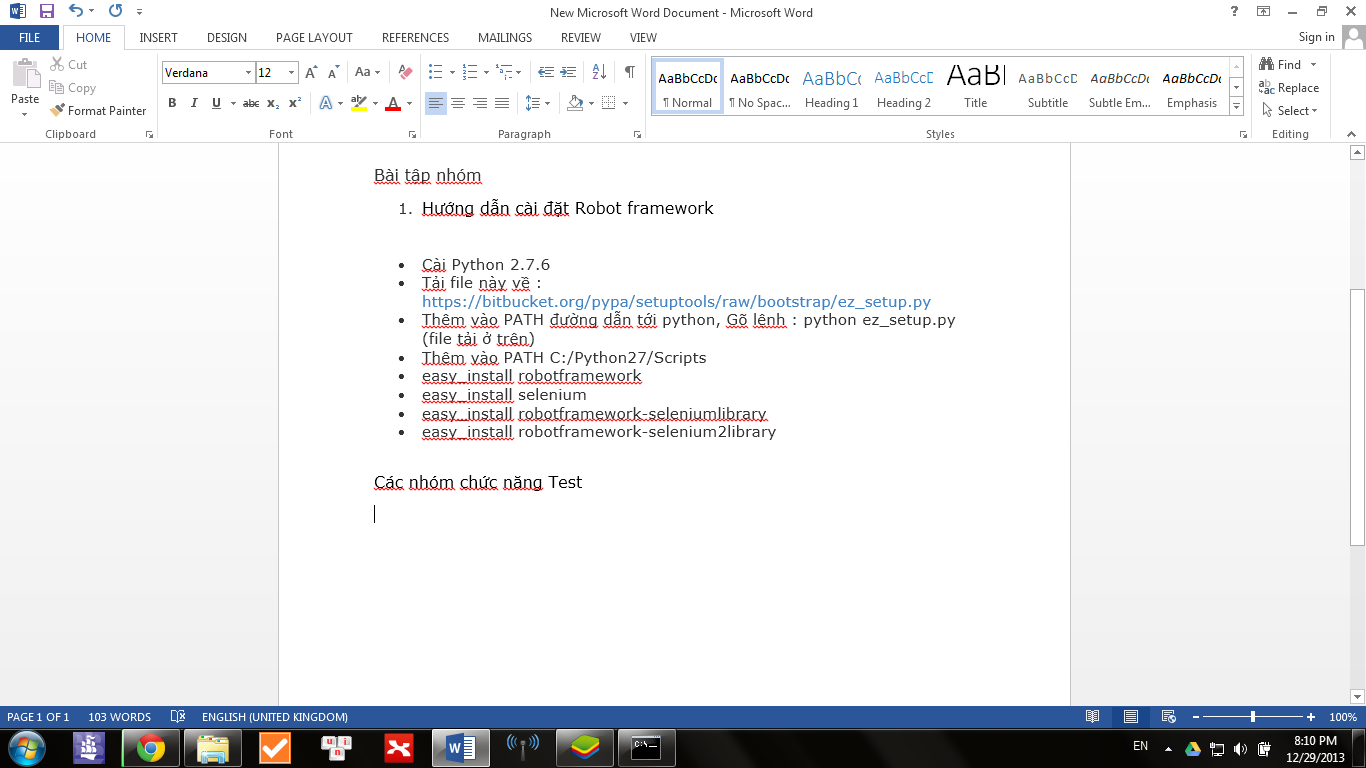 New Microsoft Word Document - Microsoft Word
FILE HOME INSERT DESIGN PAGE LAYOUT REFERENCES MAILINGS REVIEW VIEW Sign in
Paste
Cut
Copy
Format Painter
Clipboard
Verdana 12
Font
Paragraph
AaBbCcDc AaBbCcDc AaBbCc AaBbCcD AaBl AaBbCcD AaBbCcDc AaBbCcDc
¶ Normal ¶ No Spac... Heading 1 Heading 2 Title Subtitle Subtle Em... Emphasis
Styles
Find
Replace
Select
Editing
Bài tập nhóm
1. Hướng dẫn cài đặt Robot framework
• Cài Python 2.7.6
• Tải file này về :
https://bitbucket.org/pypa/setuptools/raw/bootstrap/ez_setup.py
• Thêm vào PATH đường dẫn tới python, Gõ lệnh : python ez_setup.py
(file tải ở trên)
• Thêm vào PATH C:/Python27/Scripts
• easy_install robotframework
• easy_install selenium
• easy_install robotframework-seleniumlibrary
• easy_install robotframework-selenium2library
Các nhóm chức năng Test
PAGE 1 OF 1 103 WORDS ENGLISH (UNITED KINGDOM) 100%
EN 8:10 PM
12/29/2013